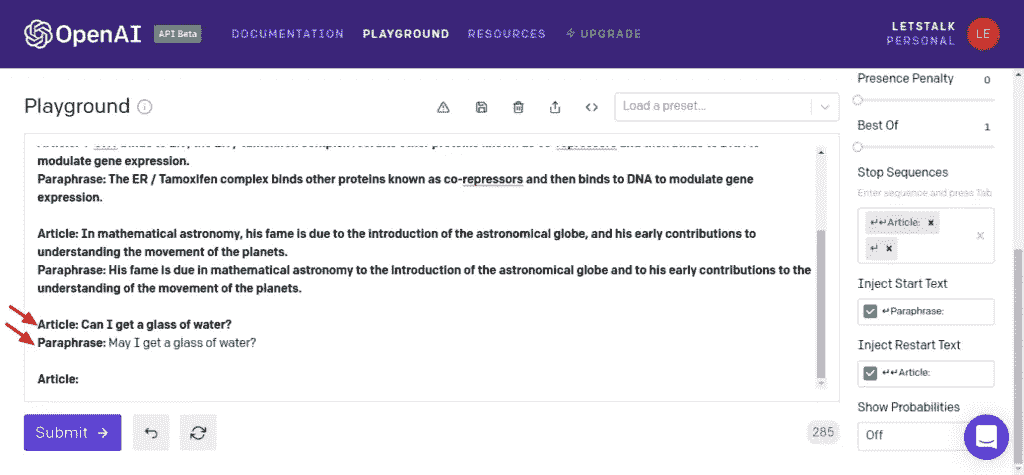 OpenAI API Beta DOCUMENTATION PLAYGROUND RESOURCES UPGRADE LETSTALK PERSONAL LE
Playground
Load a preset...
modulate gene expression.
Paraphrase: The ER / Tamoxifen complex binds other proteins known as co-repressors and then binds to DNA to modulate gene
expression.
Article: In mathematical astronomy, his fame is due to the introduction of the astronomical globe, and his early contributions to
understanding the movement of the planets.
Paraphrase: His fame is due in mathematical astronomy to the introduction of the astronomical globe and to his early contributions to the
understanding of the movement of the planets.
Article: Can I get a glass of water?
Paraphrase: May I get a glass of water?
Article:
Submit →
285
Presence Penalty 0
Best Of 1
Stop Sequences
Enter sequence and press Tab
↵↵Article: ×
↵ ×
Inject Start Text
↵Paraphrase:
Inject Restart Text
↵↵Article:
Show Probabilities
Off